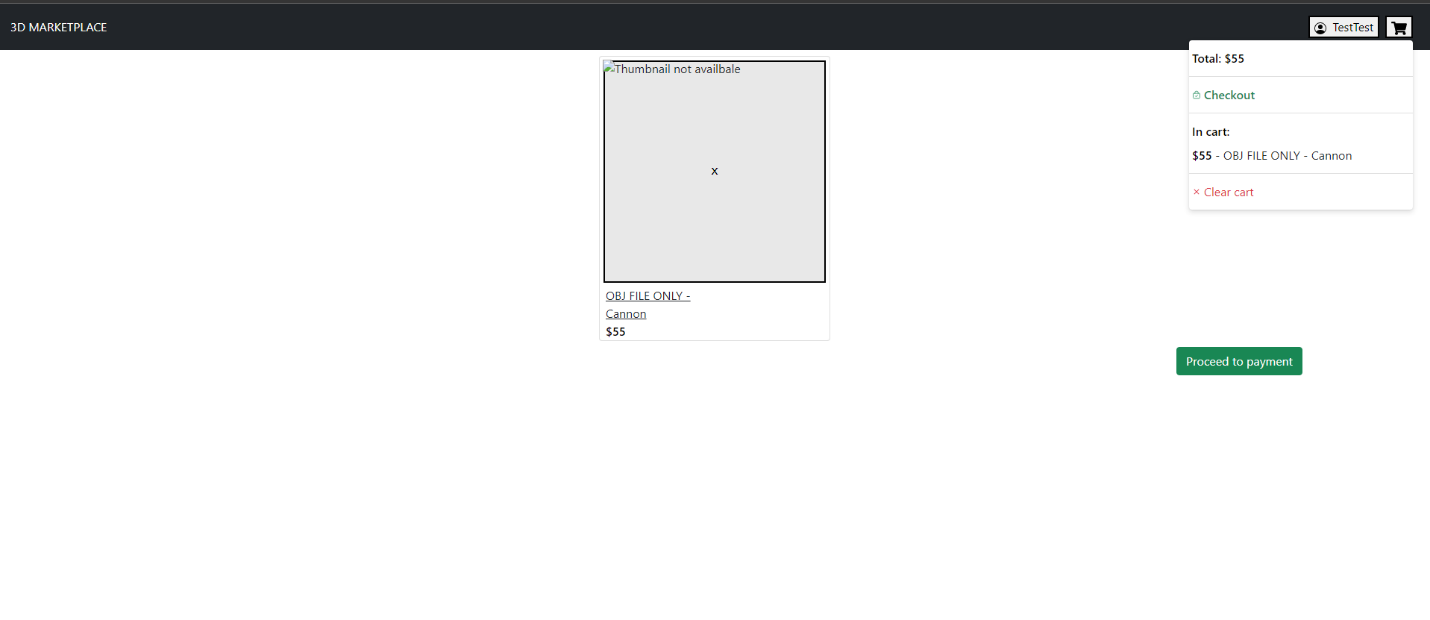 3D MARKETPLACE
TestTest
Total: $55
Checkout
In cart:
$55 - OBJ FILE ONLY - Cannon
× Clear cart
Thumbnail not availbale
x
OBJ FILE ONLY -
Cannon
$55
Proceed to payment